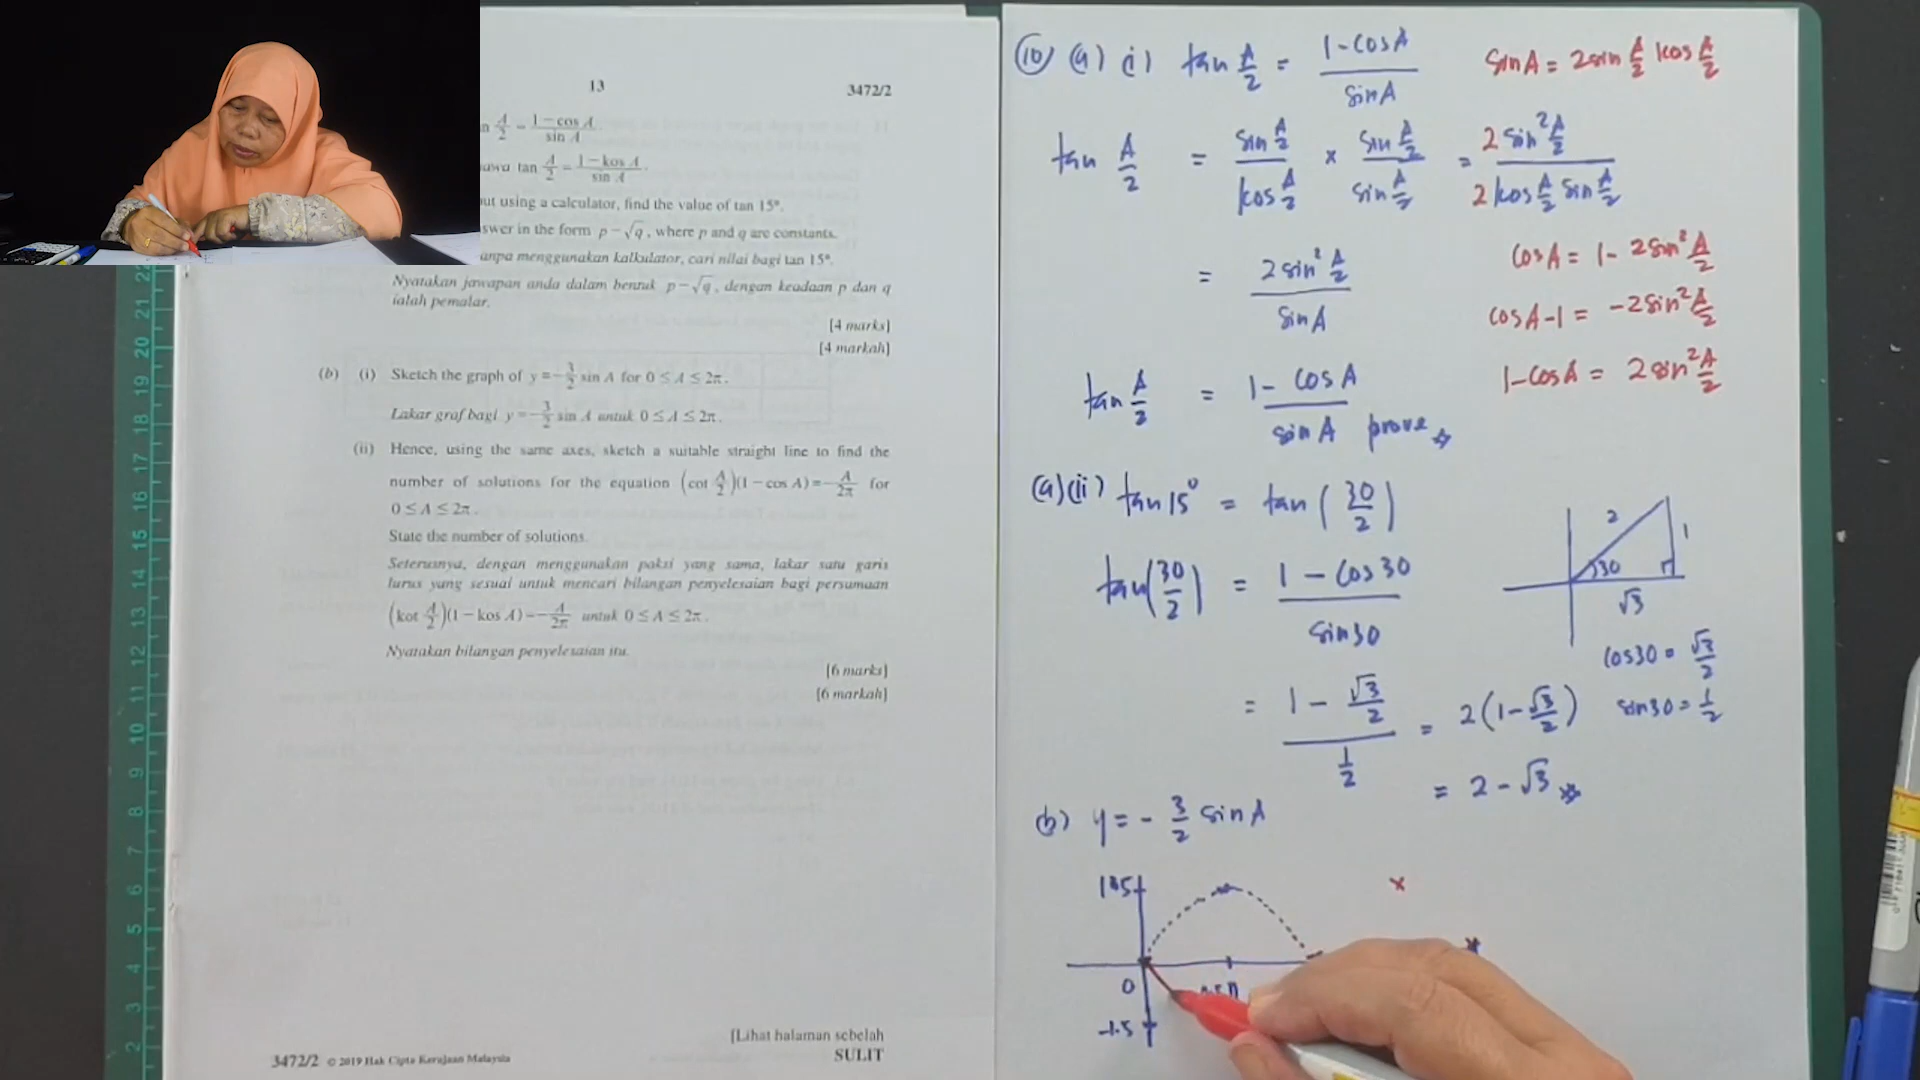 13
3472/2
A/2 = 1 − cos A / sin A.
tan A/2 = 1 − kos A / sin A.
ut using a calculator, find the value of tan 15°.
swer in the form p − √q, where p and q are constants.
anpa menggunakan kalkulator, cari nilai bagi tan 15°.
Nyatakan jawapan anda dalam bentuk p − √q, dengan keadaan p dan q
ialah pemalar.
[4 marks]
[4 markah]
(b) (i) Sketch the graph of y = −3/2 sin A for 0 ≤ A ≤ 2π.
Lakar graf bagi y = −3/2 sin A untuk 0 ≤ A ≤ 2π.
(ii) Hence, using the same axes, sketch a suitable straight line to find the
number of solutions for the equation (cot A/2)(1 − cos A) = −A/2π for
0 ≤ A ≤ 2π.
State the number of solutions.
Seterusnya, dengan menggunakan paksi yang sama, lakar satu garis
lurus yang sesuai untuk mencari bilangan penyelesaian bagi persamaan
(kot A/2)(1 − kos A) = −A/2π untuk 0 ≤ A ≤ 2π.
Nyatakan bilangan penyelesaian itu.
[6 marks]
[6 markah]
[Lihat halaman sebelah
3472/2 © 2019 Hak Cipta Kerajaan Malaysia
SULIT
10 (a) (i) tan A/2 = 1 − cos A / sin A
sin A = 2 sin A/2 kos A/2
tan A/2 = sin A/2 / kos A/2 × sin A/2 / sin A/2 = 2 sin² A/2 / 2 kos A/2 sin A/2
= 2 sin² A/2 / sin A
cos A = 1 − 2 sin² A/2
cos A − 1 = −2 sin² A/2
1 − cos A = 2 sin² A/2
tan A/2 = 1 − cos A / sin A prove
(a)(ii) tan 15° = tan (30/2)
tan (30/2) = 1 − cos 30 / sin 30
= 1 − √3/2 / 1/2 = 2(1 − √3/2)
= 2 − √3
2
1
30
√3
cos 30 = √3/2
sin 30 = 1/2
(b) y = − 3/2 sin A
1.5
0
−1.5